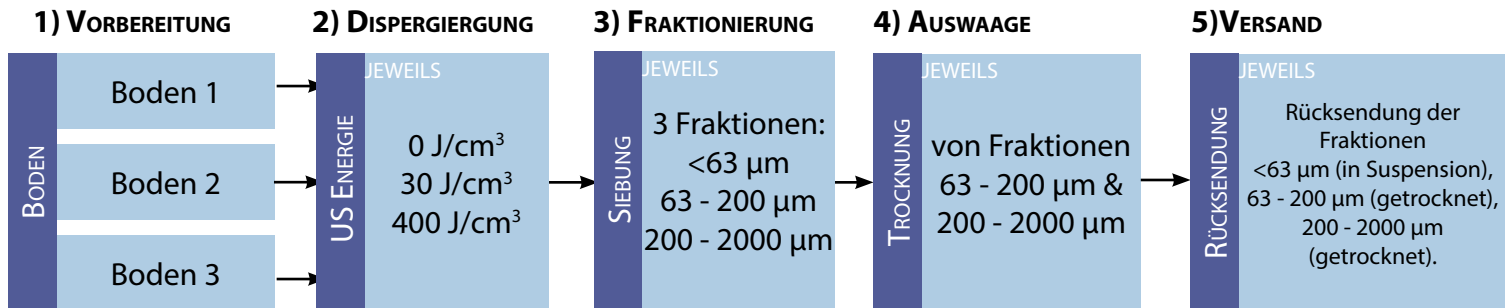 1) VORBEREITUNG
BODEN
Boden 1
Boden 2
Boden 3
2) DISPERGIERGUNG
US ENERGIE
JEWEILS
0 J/cm³
30 J/cm³
400 J/cm³
3) FRAKTIONIERUNG
SIEBUNG
JEWEILS
3 Fraktionen:
<63 µm
63 - 200 µm
200 - 2000 µm
4) AUSWAAGE
TROCKNUNG
JEWEILS
von Fraktionen
63 - 200 µm &
200 - 2000 µm
5)VERSAND
RÜCKSENDUNG
JEWEILS
Rücksendung der
Fraktionen
<63 µm (in Suspension),
63 - 200 µm (getrocknet),
200 - 2000 µm
(getrocknet).